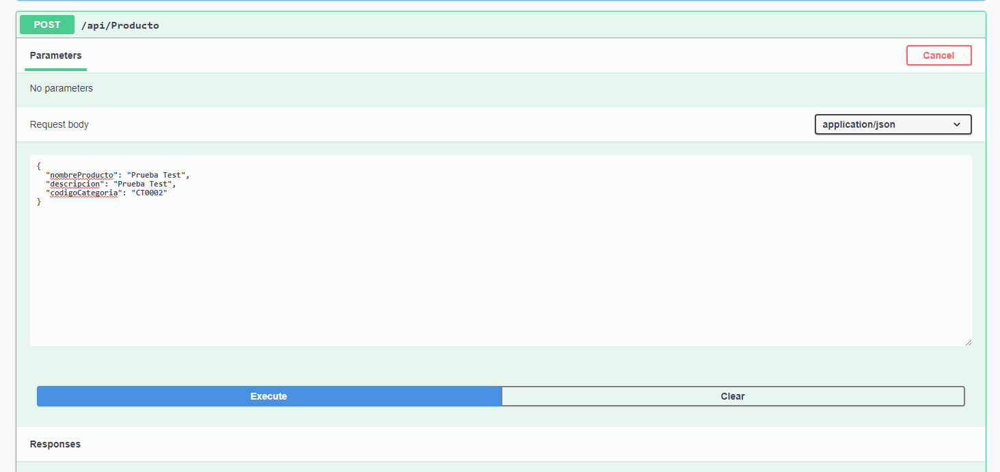 POST /api/Producto
Parameters
Cancel
No parameters
Request body
application/json
{
  "nombreProducto": "Prueba Test",
  "descripcion": "Prueba Test",
  "codigoCategoria": "CT0002"
}
Execute
Clear
Responses